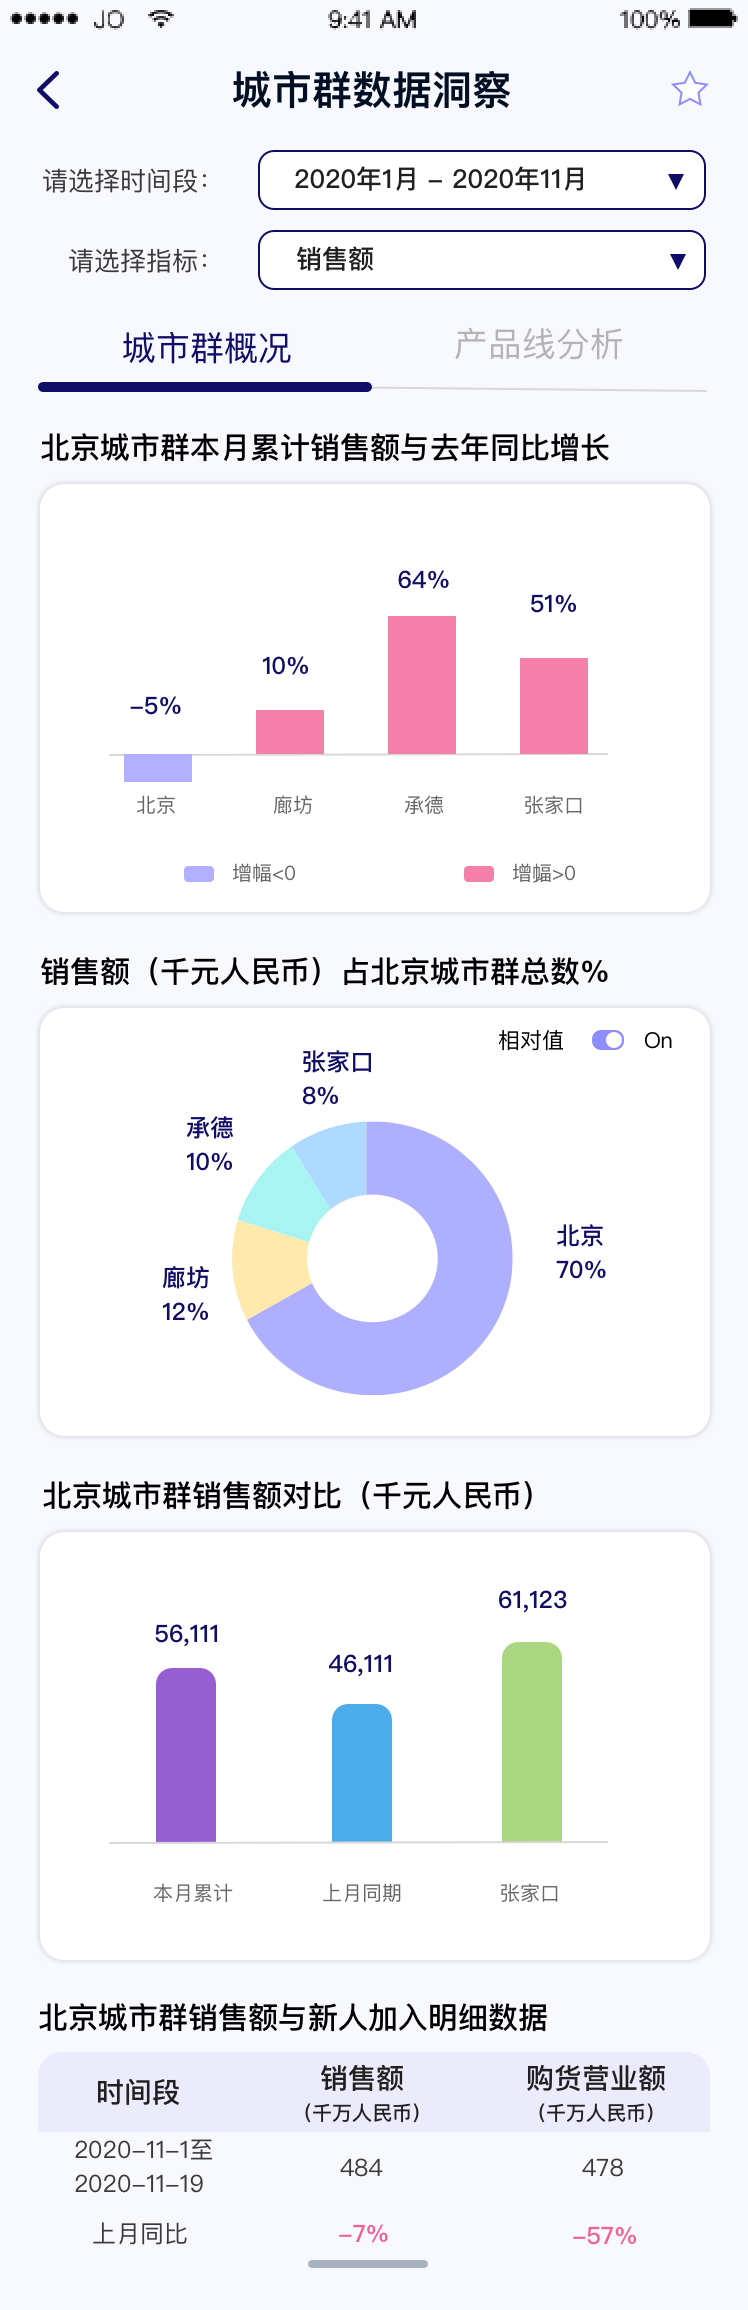 JO 9:41 AM 100%
城市群数据洞察
请选择时间段： 2020年1月 – 2020年11月 ▼
请选择指标： 销售额 ▼
城市群概况 产品线分析
北京城市群本月累计销售额与去年同比增长
64%
51%
10%
–5%
北京 廊坊 承德 张家口
增幅<0 增幅>0
销售额（千元人民币）占北京城市群总数%
相对值 On
张家口
8%
承德
10%
北京
70%
廊坊
12%
北京城市群销售额对比（千元人民币）
61,123
56,111
46,111
本月累计 上月同期 张家口
北京城市群销售额与新人加入明细数据
时间段 销售额 购货营业额
（千万人民币） （千万人民币）
2020–11–1至
2020–11–19
484 478
上月同比 –7% –57%